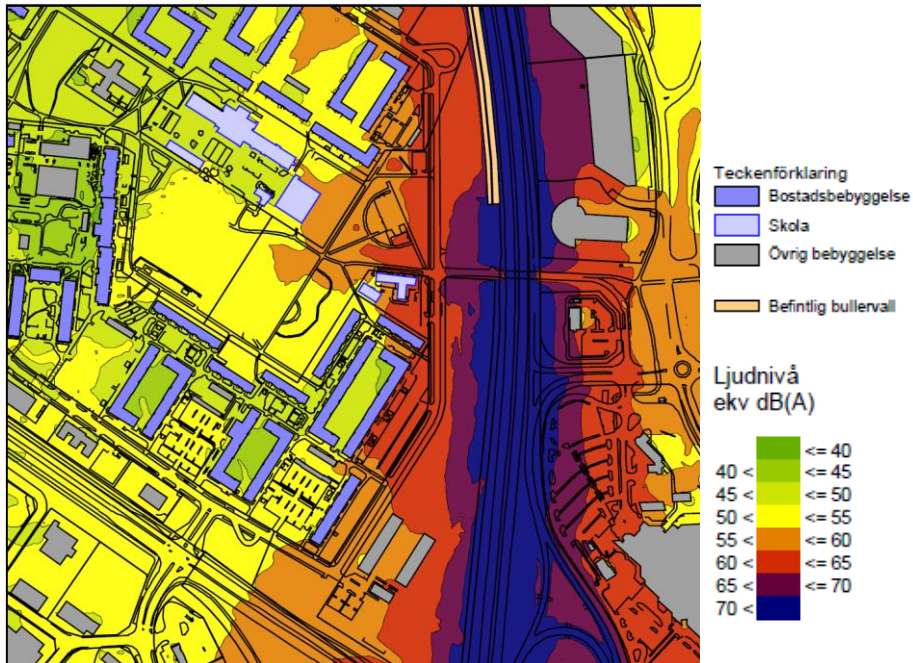 Teckenförklaring
Bostadsbebyggelse
Skola
Övrig bebyggelse
Befintlig bullervall
Ljudnivå
ekv dB(A)
<= 40
40 < <= 45
45 < <= 50
50 < <= 55
55 < <= 60
60 < <= 65
65 < <= 70
70 <